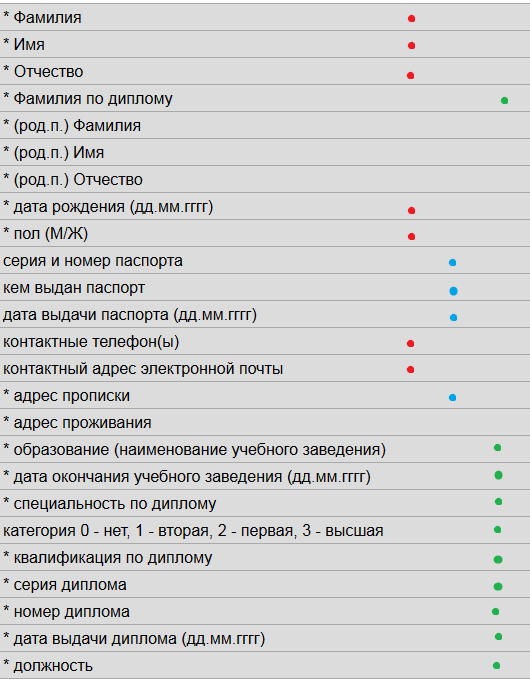 * Фамилия
* Имя
* Отчество
* Фамилия по диплому
* (род.п.) Фамилия
* (род.п.) Имя
* (род.п.) Отчество
* дата рождения (дд.мм.гггг)
* пол (М/Ж)
серия и номер паспорта
кем выдан паспорт
дата выдачи паспорта (дд.мм.гггг)
контактные телефон(ы)
контактный адрес электронной почты
* адрес прописки
* адрес проживания
* образование (наименование учебного заведения)
* дата окончания учебного заведения (дд.мм.гггг)
* специальность по диплому
категория 0 - нет, 1 - вторая, 2 - первая, 3 - высшая
* квалификация по диплому
* серия диплома
* номер диплома
* дата выдачи диплома (дд.мм.гггг)
* должность